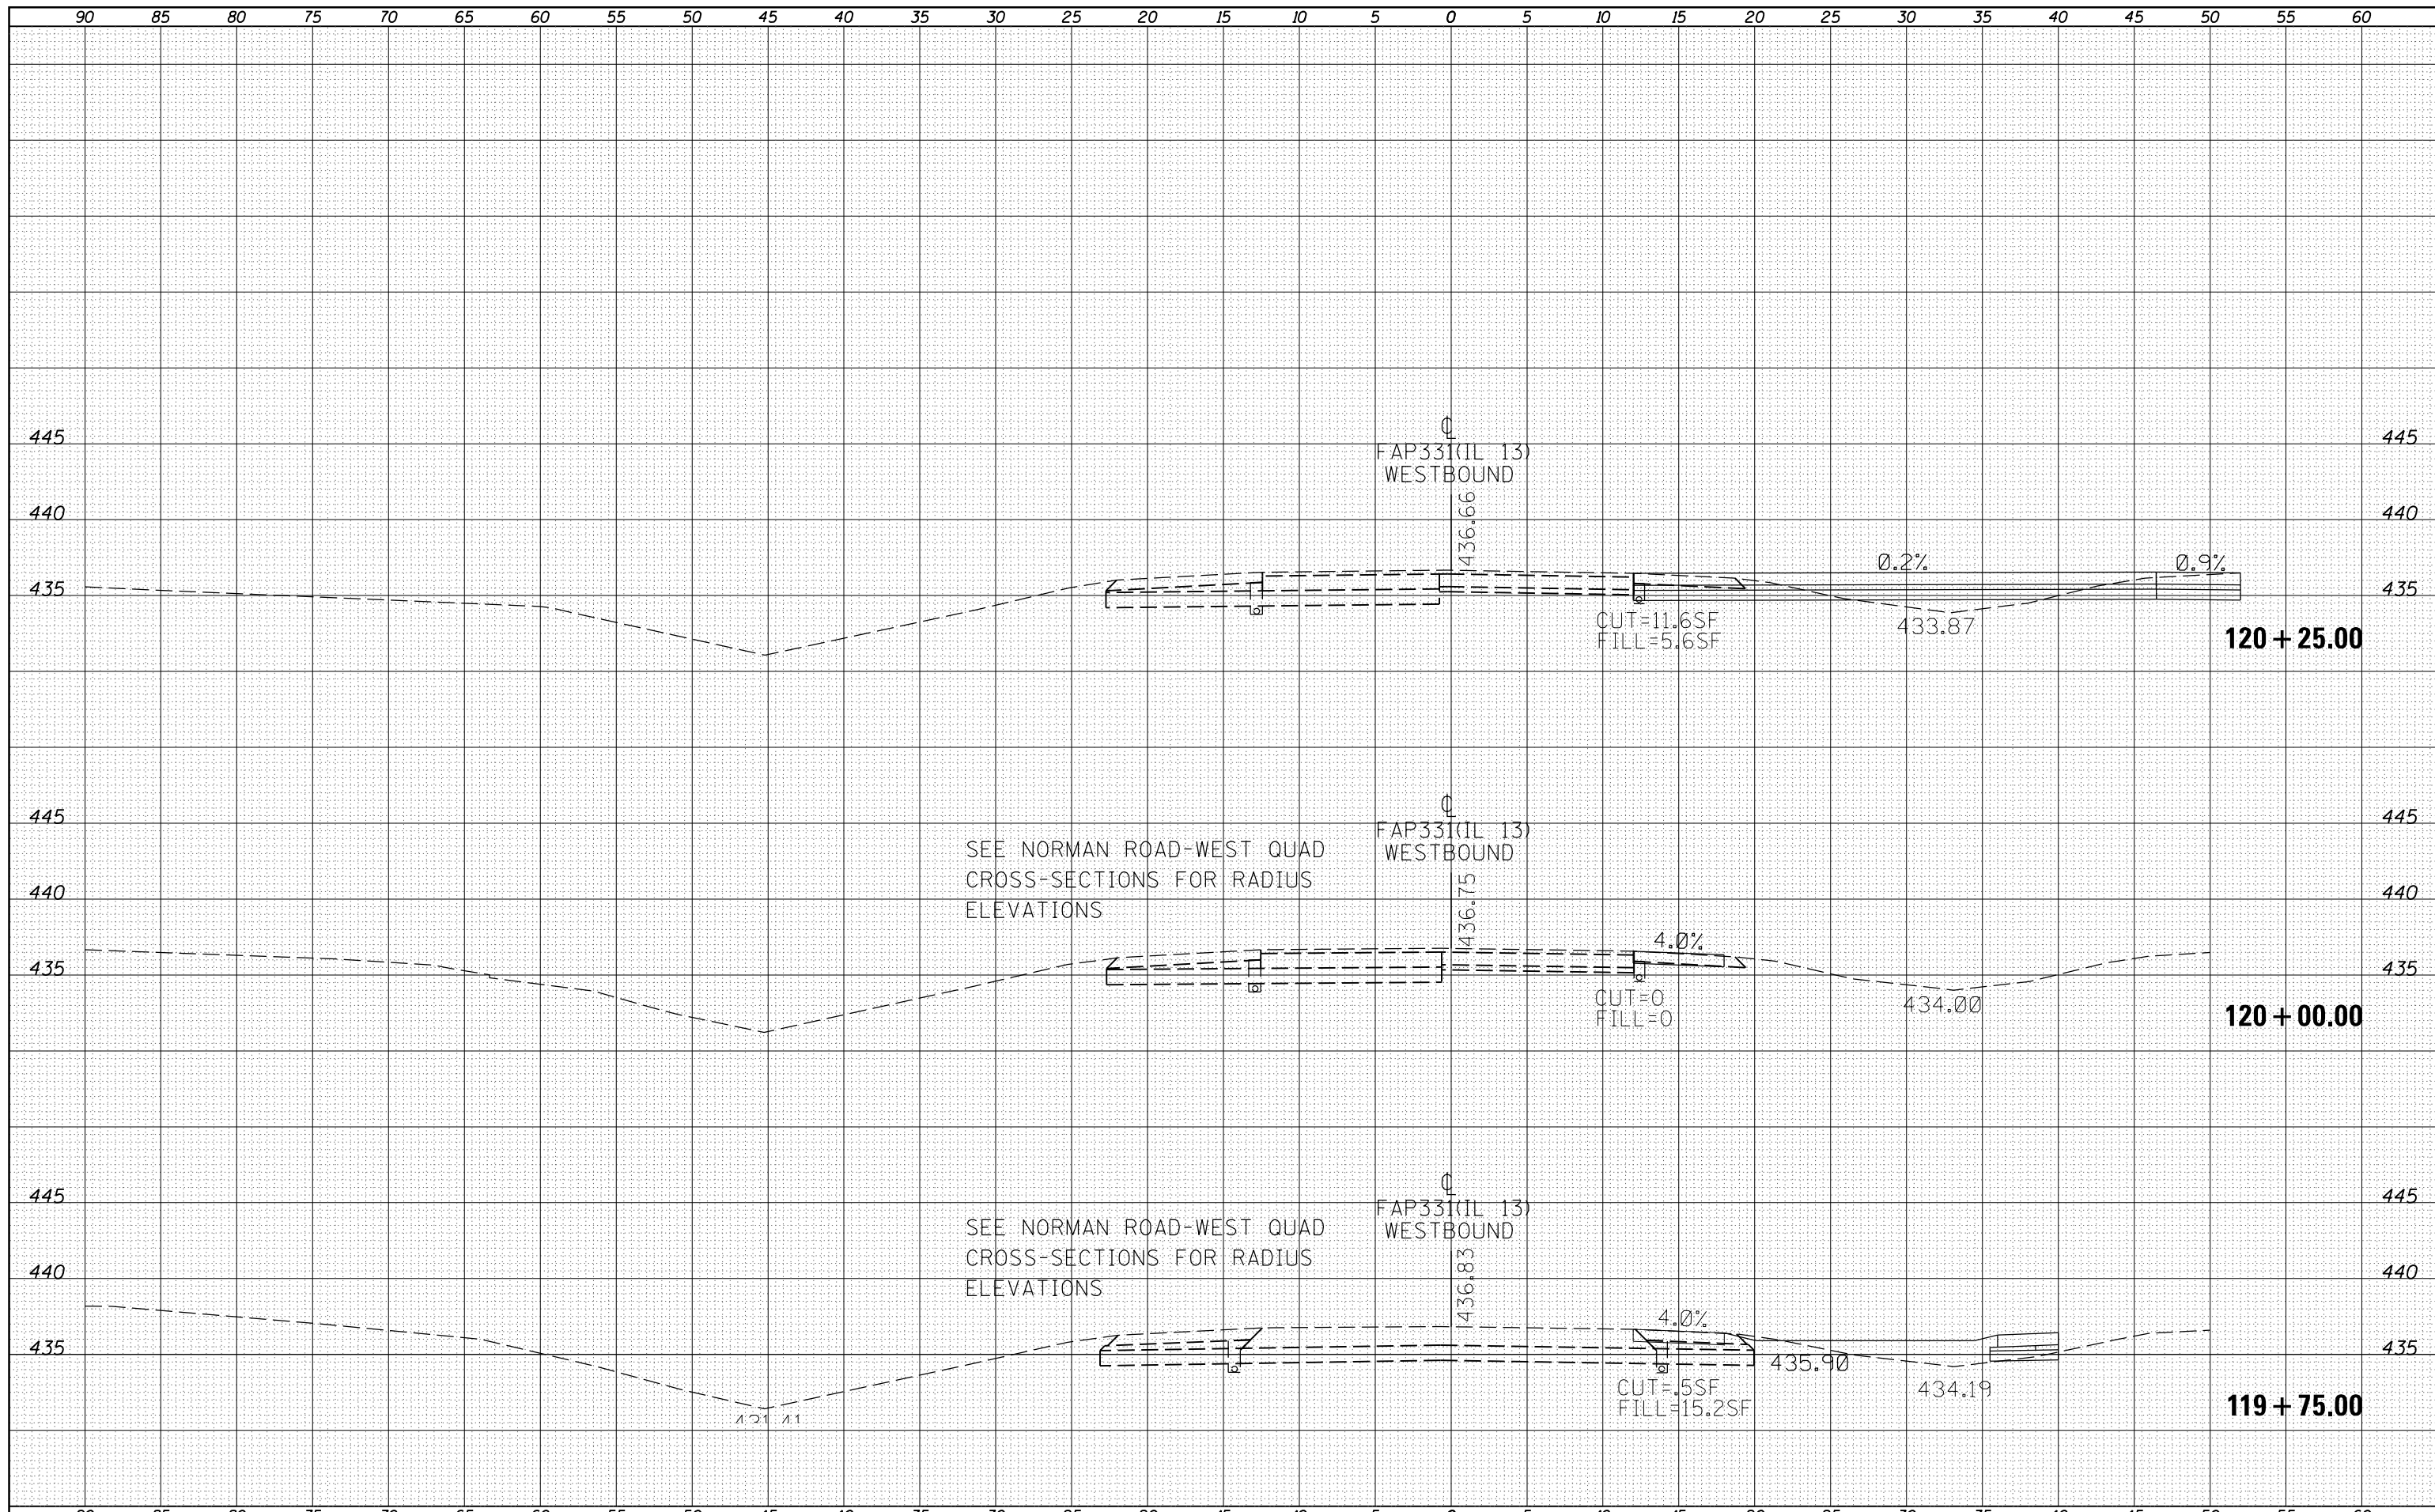 90 85 80 75 70 65 60 55 50 45 40 35 30 25 20 15 10 5 0 5 10 15 20 25 30 35 40 45 50 55 60
445 445
FAP331(IL 13)
WESTBOUND
440 436.66 440
0.2% 0.9%
435 435
CUT=11.6SF
FILL=5.6SF
433.87
120 + 25.00
445 445
FAP331(IL 13)
WESTBOUND
SEE NORMAN ROAD-WEST QUAD
CROSS-SECTIONS FOR RADIUS
ELEVATIONS
440 436.75 440
4.0%
435 435
CUT=0
FILL=0
434.00
120 + 00.00
445 445
FAP331(IL 13)
WESTBOUND
SEE NORMAN ROAD-WEST QUAD
CROSS-SECTIONS FOR RADIUS
ELEVATIONS
440 436.83 440
4.0%
435 435
435.90
CUT=.5SF
FILL=15.2SF
434.19
119 + 75.00